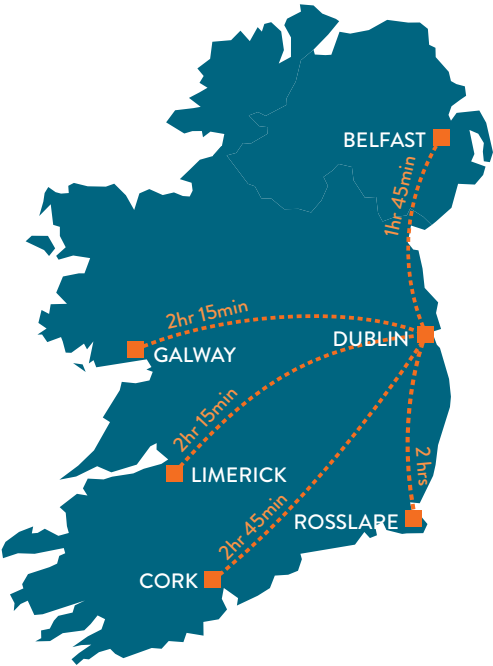 BELFAST
1hr 45min
2hr 15min
DUBLIN
GALWAY
2hr 15min
2 hrs
LIMERICK
2hr 45min
ROSSLARE
CORK